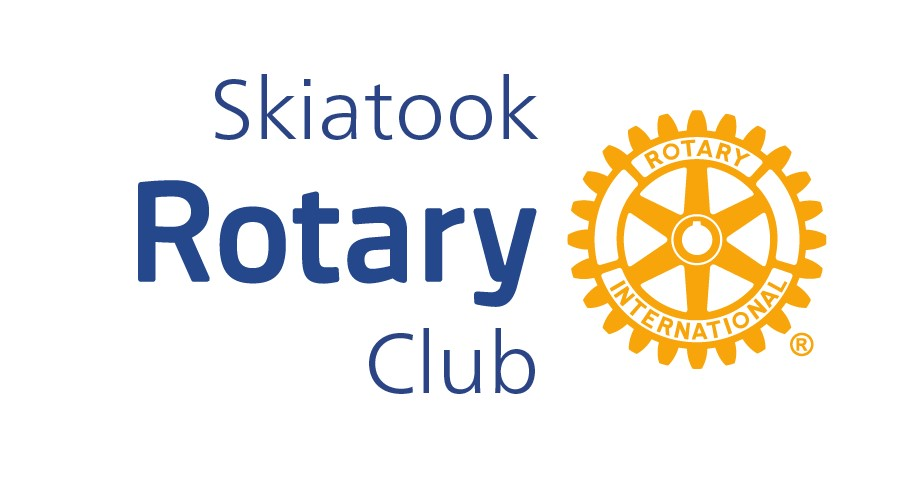 Skiatook
Rotary
Club
ROTARY
INTERNATIONAL
®